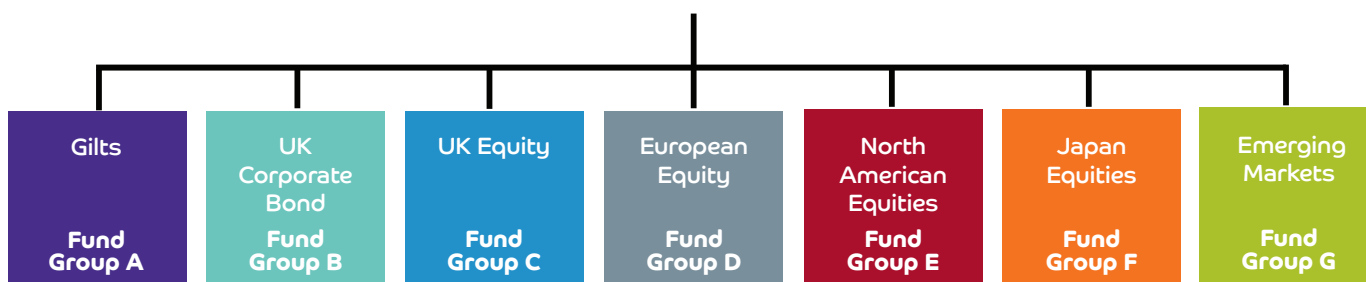 Gilts
Fund
Group A
UK
Corporate
Bond
Fund
Group B
UK Equity
Fund
Group C
European
Equity
Fund
Group D
North
American
Equities
Fund
Group E
Japan
Equities
Fund
Group F
Emerging
Markets
Fund
Group G